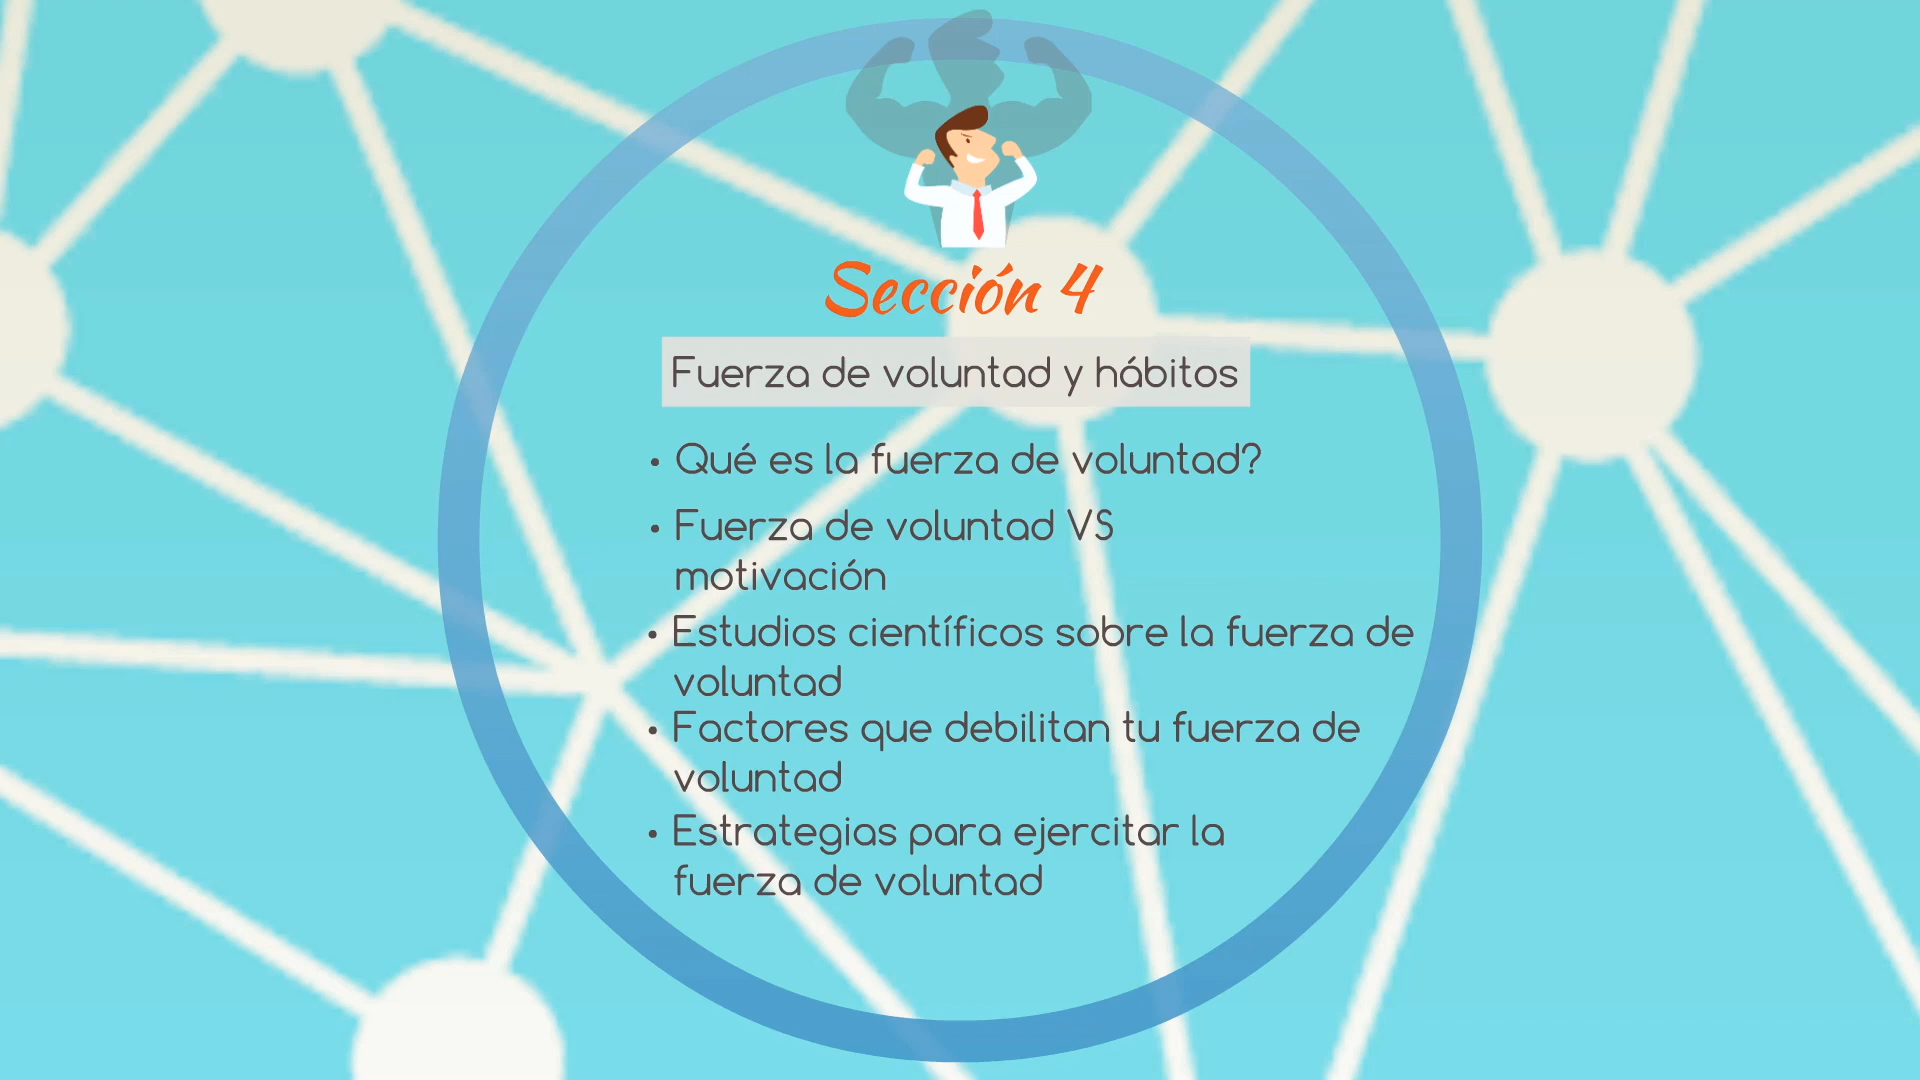 Sección 4
Fuerza de voluntad y hábitos
• Qué es la fuerza de voluntad?
• Fuerza de voluntad VS
motivación
• Estudios científicos sobre la fuerza de
voluntad
• Factores que debilitan tu fuerza de
voluntad
• Estrategias para ejercitar la
fuerza de voluntad